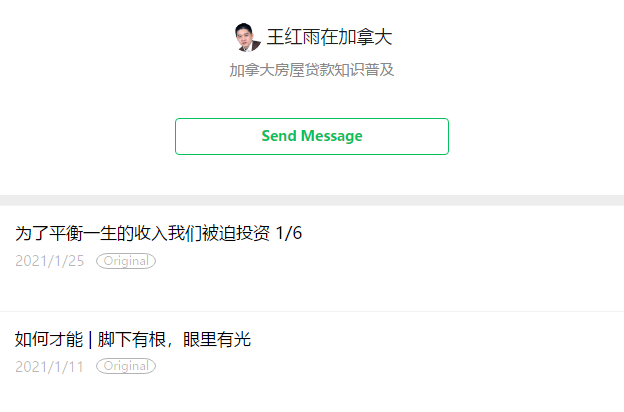 王红雨在加拿大
加拿大房屋贷款知识普及
Send Message
为了平衡一生的收入我们被迫投资 1/6
2021/1/25 Original
如何才能 | 脚下有根，眼里有光
2021/1/11 Original